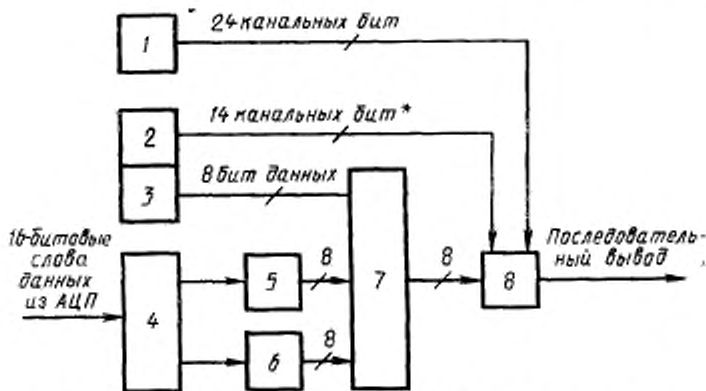 24 канальных бит
1
14 канальных бит*
2
8 бит данных
3
16-битовые
слова
данных
из АЦП
4
8
5
8
6
7
8
8
Последователь-
ный вывод